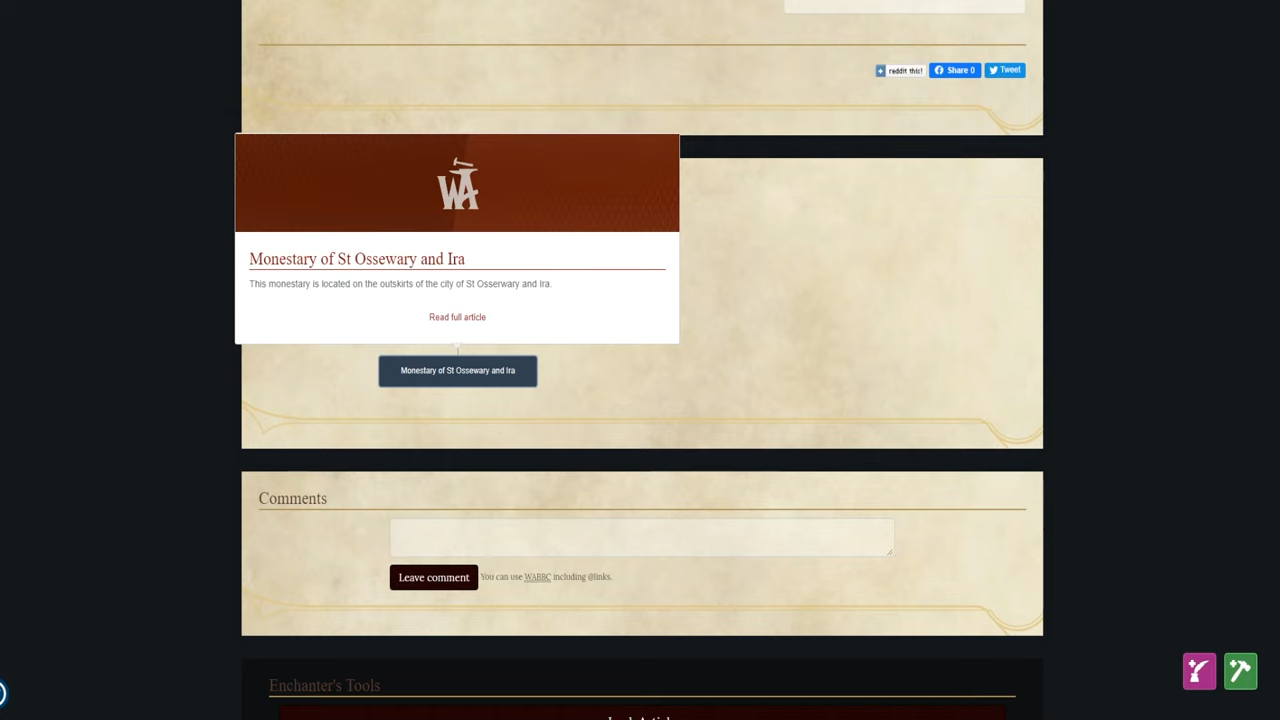 reddit this!
Share 0
Tweet
WA
Monestary of St Ossewary and Ira
This monestary is located on the outskirts of the city of St Osserwary and Ira.
Read full article
Monestary of St Ossewary and Ira
Comments
Leave comment
You can use WABBC including @links.
Enchanter's Tools